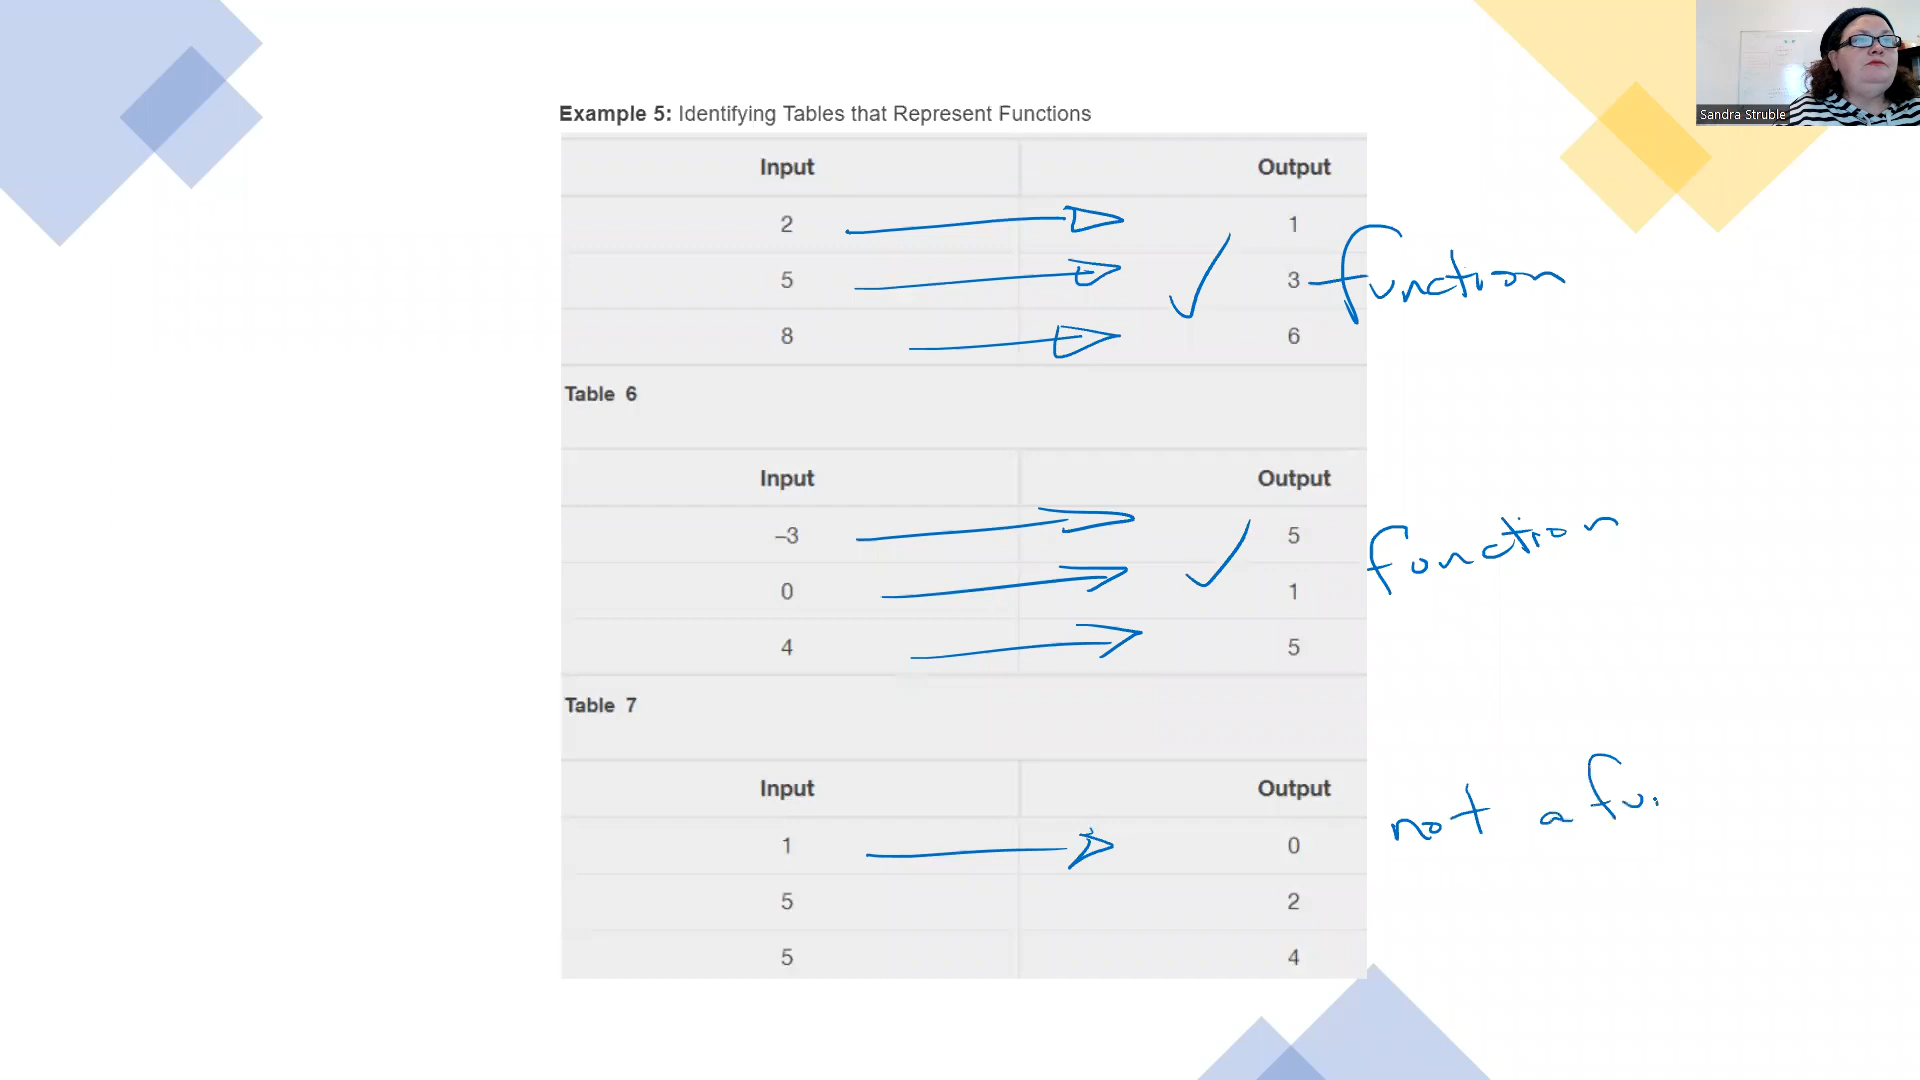 Sandra Struble
Example 5: Identifying Tables that Represent Functions
Input Output
2 1
5 3 function
8 6
Table 6
Input Output
–3 5 function
0 1
4 5
Table 7
Input Output
not a fu
1 0
5 2
5 4